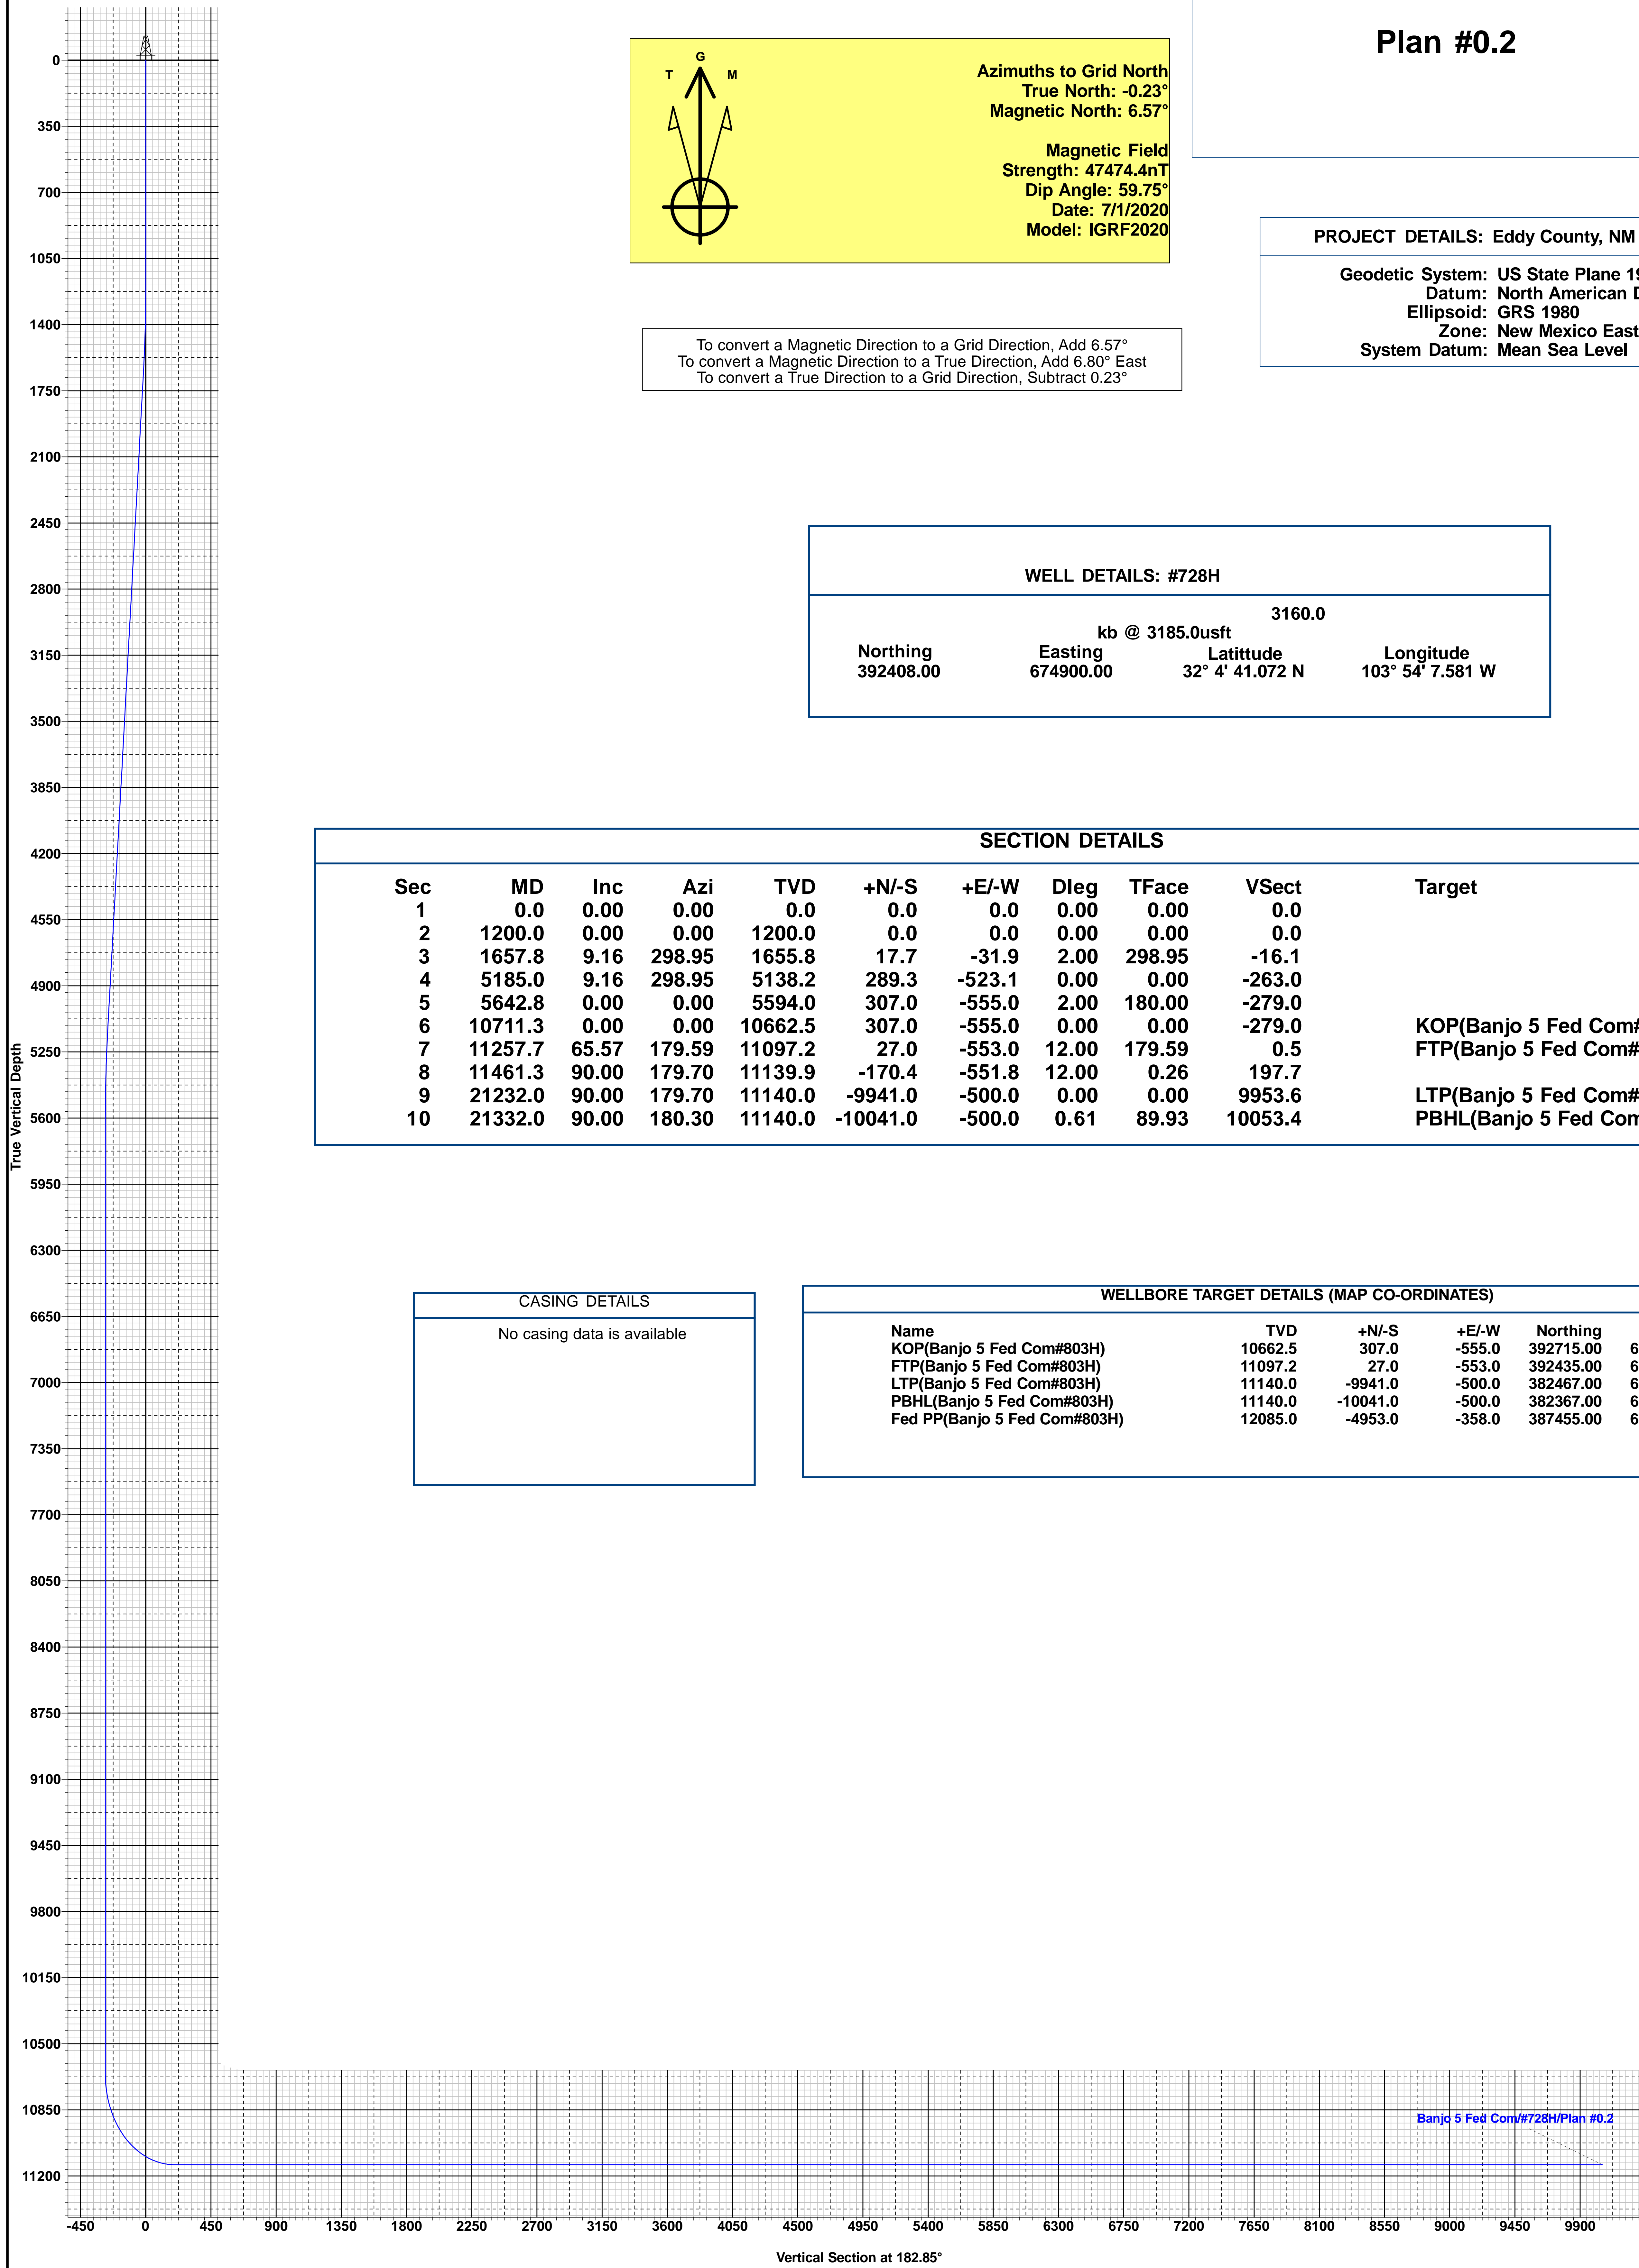 Plan #0.2
G
T M
Azimuths to Grid North
True North: -0.23°
Magnetic North: 6.57°
Magnetic Field
Strength: 47474.4nT
Dip Angle: 59.75°
Date: 7/1/2020
Model: IGRF2020
PROJECT DETAILS: Eddy County, NM
Geodetic System: US State Plane 19
Datum: North American D
Ellipsoid: GRS 1980
Zone: New Mexico East
System Datum: Mean Sea Level
To convert a Magnetic Direction to a Grid Direction, Add 6.57°
To convert a Magnetic Direction to a True Direction, Add 6.80° East
To convert a True Direction to a Grid Direction, Subtract 0.23°
WELL DETAILS: #728H
3160.0
kb @ 3185.0usft
Northing Easting Latittude Longitude
392408.00 674900.00 32° 4' 41.072 N 103° 54' 7.581 W
SECTION DETAILS
Sec MD Inc Azi TVD +N/-S +E/-W Dleg TFace VSect Target
1 0.0 0.00 0.00 0.0 0.0 0.0 0.00 0.00 0.0
2 1200.0 0.00 0.00 1200.0 0.0 0.0 0.00 0.00 0.0
3 1657.8 9.16 298.95 1655.8 17.7 -31.9 2.00 298.95 -16.1
4 5185.0 9.16 298.95 5138.2 289.3 -523.1 0.00 0.00 -263.0
5 5642.8 0.00 0.00 5594.0 307.0 -555.0 2.00 180.00 -279.0
6 10711.3 0.00 0.00 10662.5 307.0 -555.0 0.00 0.00 -279.0 KOP(Banjo 5 Fed Com#
7 11257.7 65.57 179.59 11097.2 27.0 -553.0 12.00 179.59 0.5 FTP(Banjo 5 Fed Com#
8 11461.3 90.00 179.70 11139.9 -170.4 -551.8 12.00 0.26 197.7
9 21232.0 90.00 179.70 11140.0 -9941.0 -500.0 0.00 0.00 9953.6 LTP(Banjo 5 Fed Com#
10 21332.0 90.00 180.30 11140.0 -10041.0 -500.0 0.61 89.93 10053.4 PBHL(Banjo 5 Fed Com
CASING DETAILS
No casing data is available
WELLBORE TARGET DETAILS (MAP CO-ORDINATES)
Name TVD +N/-S +E/-W Northing
KOP(Banjo 5 Fed Com#803H) 10662.5 307.0 -555.0 392715.00 6
FTP(Banjo 5 Fed Com#803H) 11097.2 27.0 -553.0 392435.00 6
LTP(Banjo 5 Fed Com#803H) 11140.0 -9941.0 -500.0 382467.00 6
PBHL(Banjo 5 Fed Com#803H) 11140.0 -10041.0 -500.0 382367.00 6
Fed PP(Banjo 5 Fed Com#803H) 12085.0 -4953.0 -358.0 387455.00 6
True Vertical Depth
0
350
700
1050
1400
1750
2100
2450
2800
3150
3500
3850
4200
4550
4900
5250
5600
5950
6300
6650
7000
7350
7700
8050
8400
8750
9100
9450
9800
10150
10500
10850
11200
Banjo 5 Fed Com/#728H/Plan #0.2
-450 0 450 900 1350 1800 2250 2700 3150 3600 4050 4500 4950 5400 5850 6300 6750 7200 7650 8100 8550 9000 9450 9900
Vertical Section at 182.85°